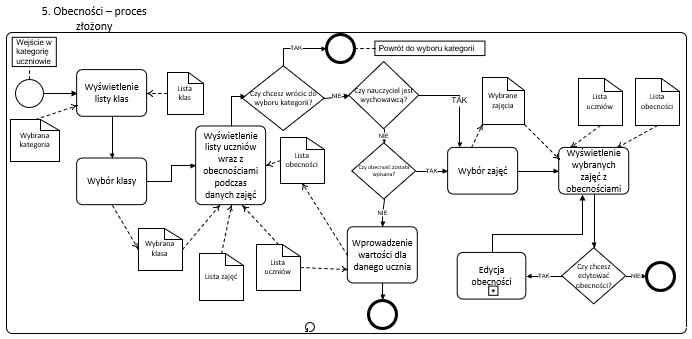 5. Obecności – proces
złożony
Wejście w
kategorię
uczniowie
Wyświetlenie
listy klas
Lista
klas
Wybrana
kategoria
Wybór klasy
Wybrana
klasa
Wyświetlenie
listy uczniów
wraz z
obecnościami
podczas
danych zajęć
Lista zajęć
Lista
uczniów
Lista
obecności
Czy chcesz wrócic do
wyboru kategorii?
TAK
Powrót do wyboru kategorii
NIE
Czy nauczyciel jest
wychowawcą?
TAK
NIE
Czy obecność została
wpisana?
TAK
NIE
Wprowadzenie
wartości dla
danego ucznia
Wybór zajęć
Wybrane
zajęcia
Lista
uczniów
Lista
obecności
Wyświetlenie
wybranych
zajęć z
obecnościami
Czy chcesz
edytować
obecności?
TAK
NIE
Edycja
obecności